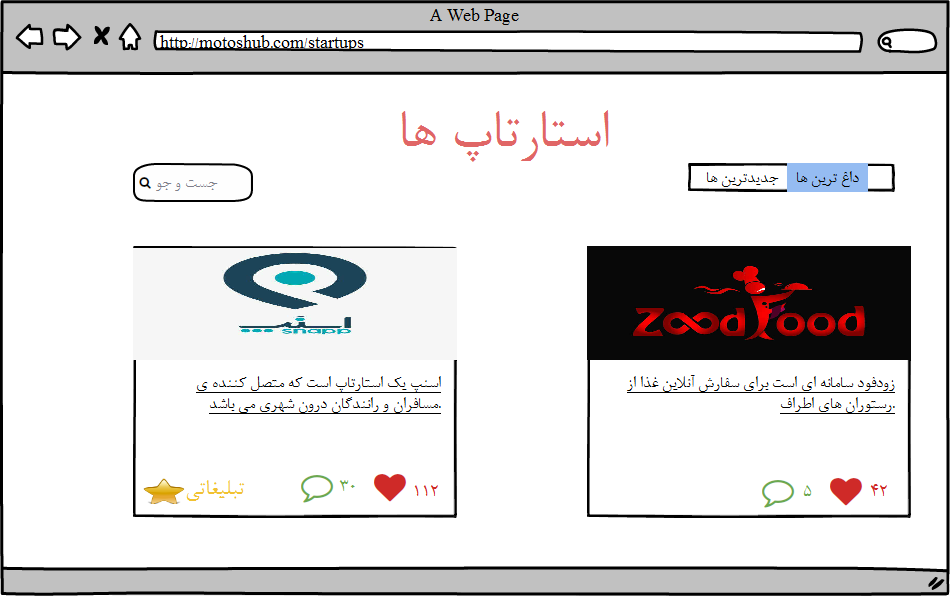 A Web Page
http://motoshub.com/startups
استارتاپ ها
داغ ترین ها
جدیدترین ها
جست و جو
ZoodFood
زودفود سامانه ای است برای سفارش آنلاین غذا از
رستوران های اطراف.
۴۲
۵
اسنپ
snapp
اسنپ یک استارتاپ است که متصل کننده ی
مسافران و رانندگان درون شهری می باشد.
۱۱۲
۳۰
تبلیغاتی